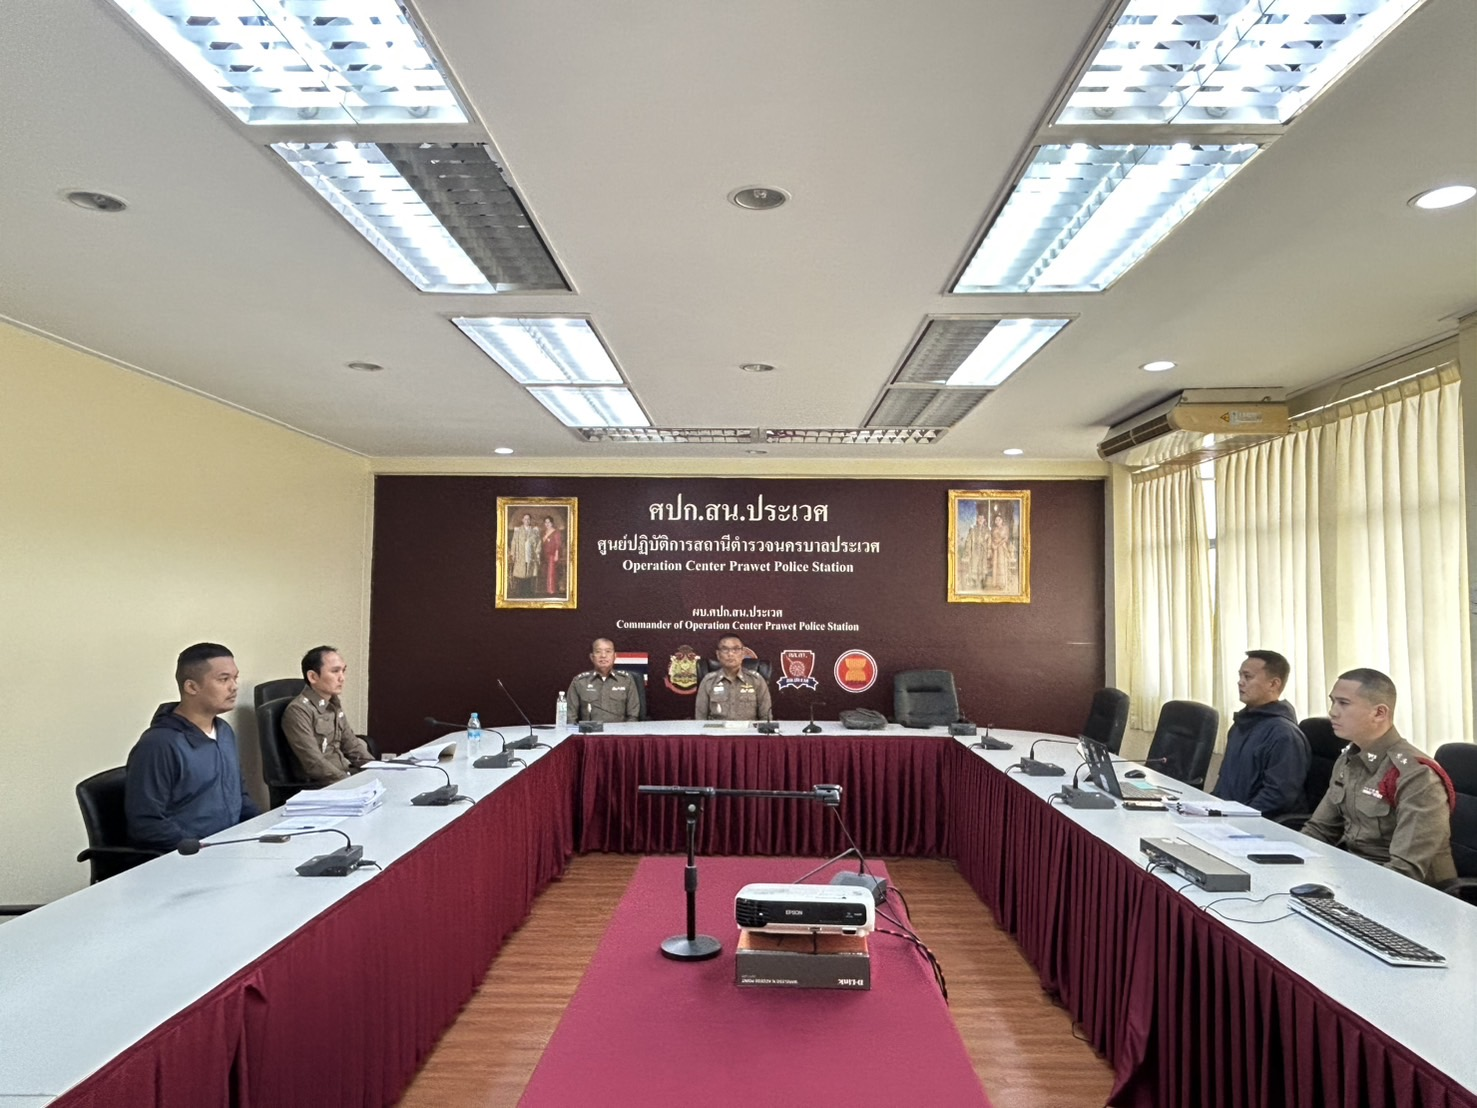 ศปก.สน.ประเวศ
ศูนย์ปฏิบัติการสถานีตำรวจนครบาลประเวศ
Operation Center Prawet Police Station
ผบ.ศปก.สน.ประเวศ
Commander of Operation Center Prawet Police Station
EPSON
D-Link
WIRELESS N ACCESS POINT